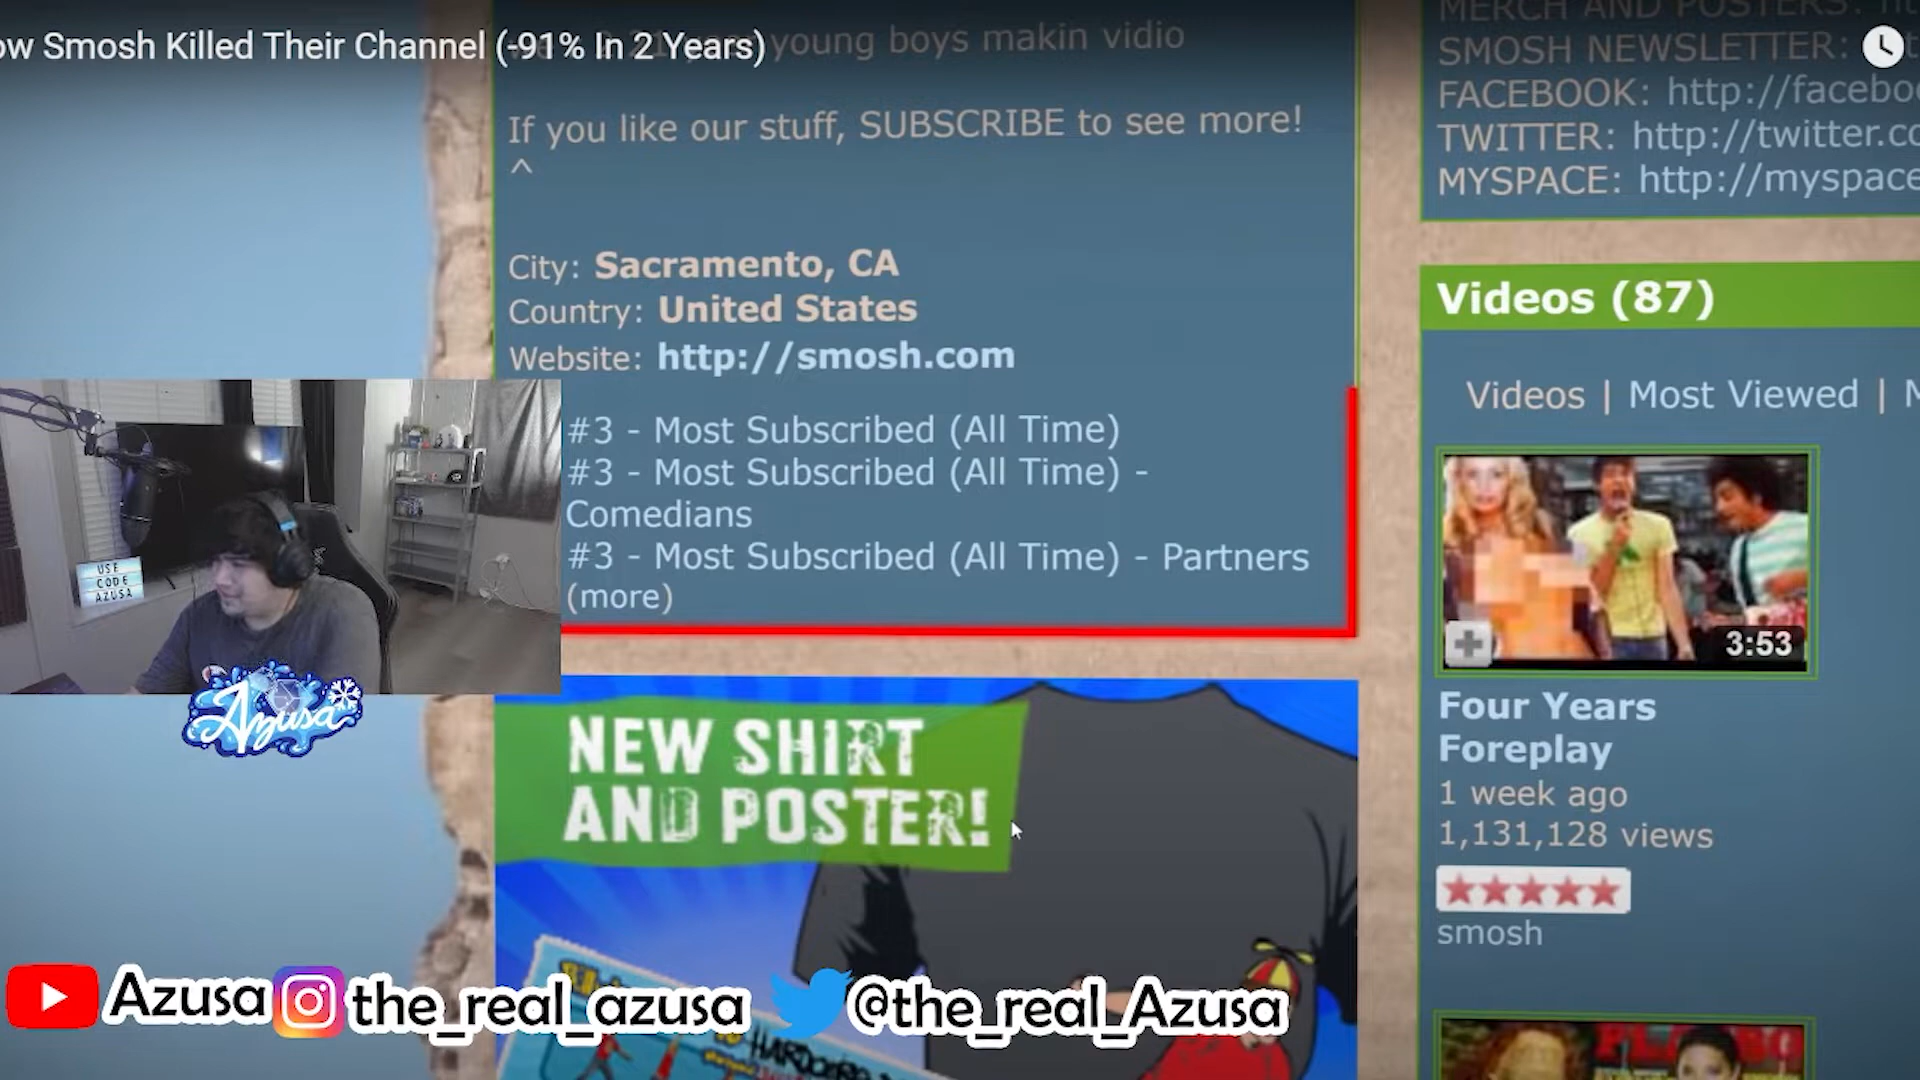 ow Smosh Killed Their Channel (-91% In 2 Years)
young boys makin vidio
If you like our stuff, SUBSCRIBE to see more!
^
City: Sacramento, CA
Country: United States
Website: http://smosh.com
#3 - Most Subscribed (All Time)
#3 - Most Subscribed (All Time) -
Comedians
#3 - Most Subscribed (All Time) - Partners
(more)
NEW SHIRT
AND POSTER!
MERCH AND POSTERS:
SMOSH NEWSLETTER:
FACEBOOK: http://facebo
TWITTER: http://twitter.co
MYSPACE: http://myspace
Videos (87)
Videos | Most Viewed |
3:53
Four Years
Foreplay
1 week ago
1,131,128 views
smosh
USE
CODE
AZUSA
Azusa
Azusa
the_real_azusa
@the_real_Azusa